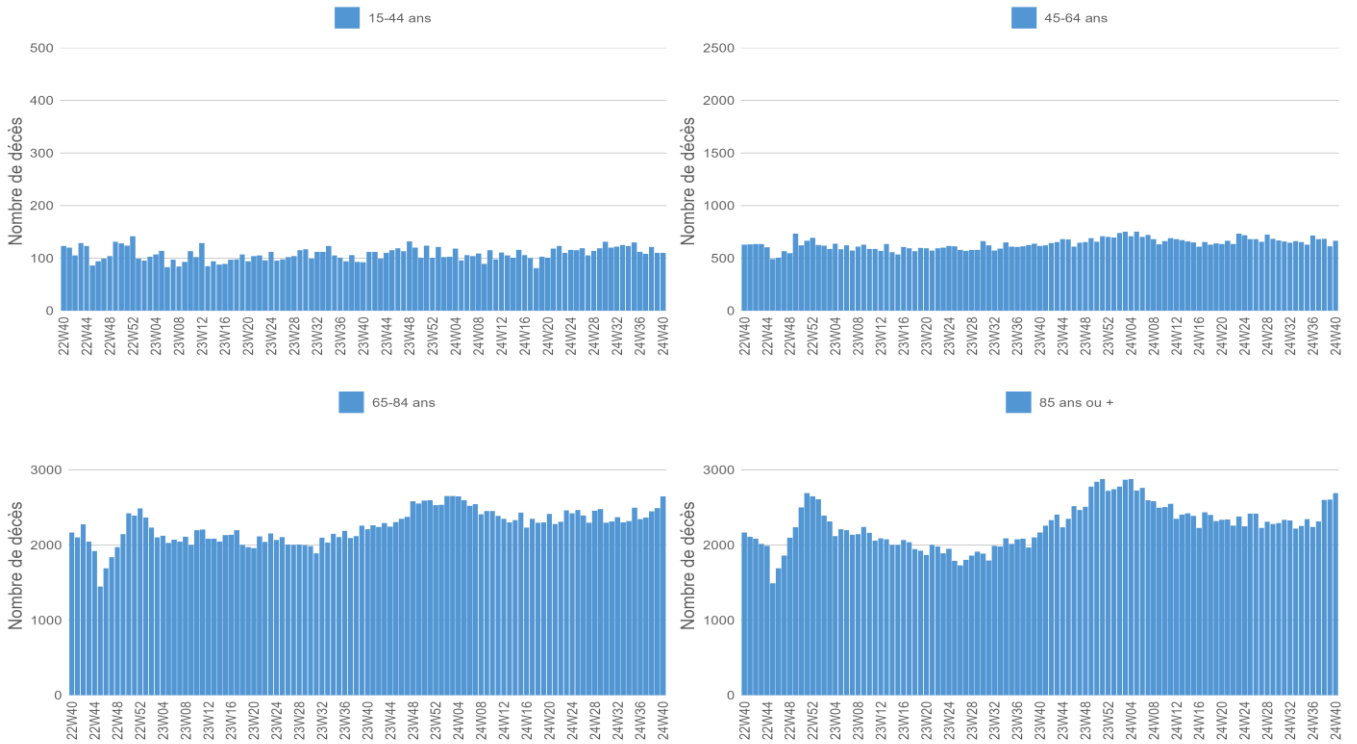 15-44 ans
Nombre de décès
500
400
300
200
100
0
22W40 22W44 22W48 22W52 23W04 23W08 23W12 23W16 23W20 23W24 23W28 23W32 23W36 23W40 23W44 23W48 23W52 24W04 24W08 24W12 24W16 24W20 24W24 24W28 24W32 24W36 24W40
45-64 ans
Nombre de décès
2500
2000
1500
1000
500
0
22W40 22W44 22W48 22W52 23W04 23W08 23W12 23W16 23W20 23W24 23W28 23W32 23W36 23W40 23W44 23W48 23W52 24W04 24W08 24W12 24W16 24W20 24W24 24W28 24W32 24W36 24W40
65-84 ans
Nombre de décès
3000
2000
1000
0
22W40 22W44 22W48 22W52 23W04 23W08 23W12 23W16 23W20 23W24 23W28 23W32 23W36 23W40 23W44 23W48 23W52 24W04 24W08 24W12 24W16 24W20 24W24 24W28 24W32 24W36 24W40
85 ans ou +
Nombre de décès
3000
2000
1000
0
22W40 22W44 22W48 22W52 23W04 23W08 23W12 23W16 23W20 23W24 23W28 23W32 23W36 23W40 23W44 23W48 23W52 24W04 24W08 24W12 24W16 24W20 24W24 24W28 24W32 24W36 24W40